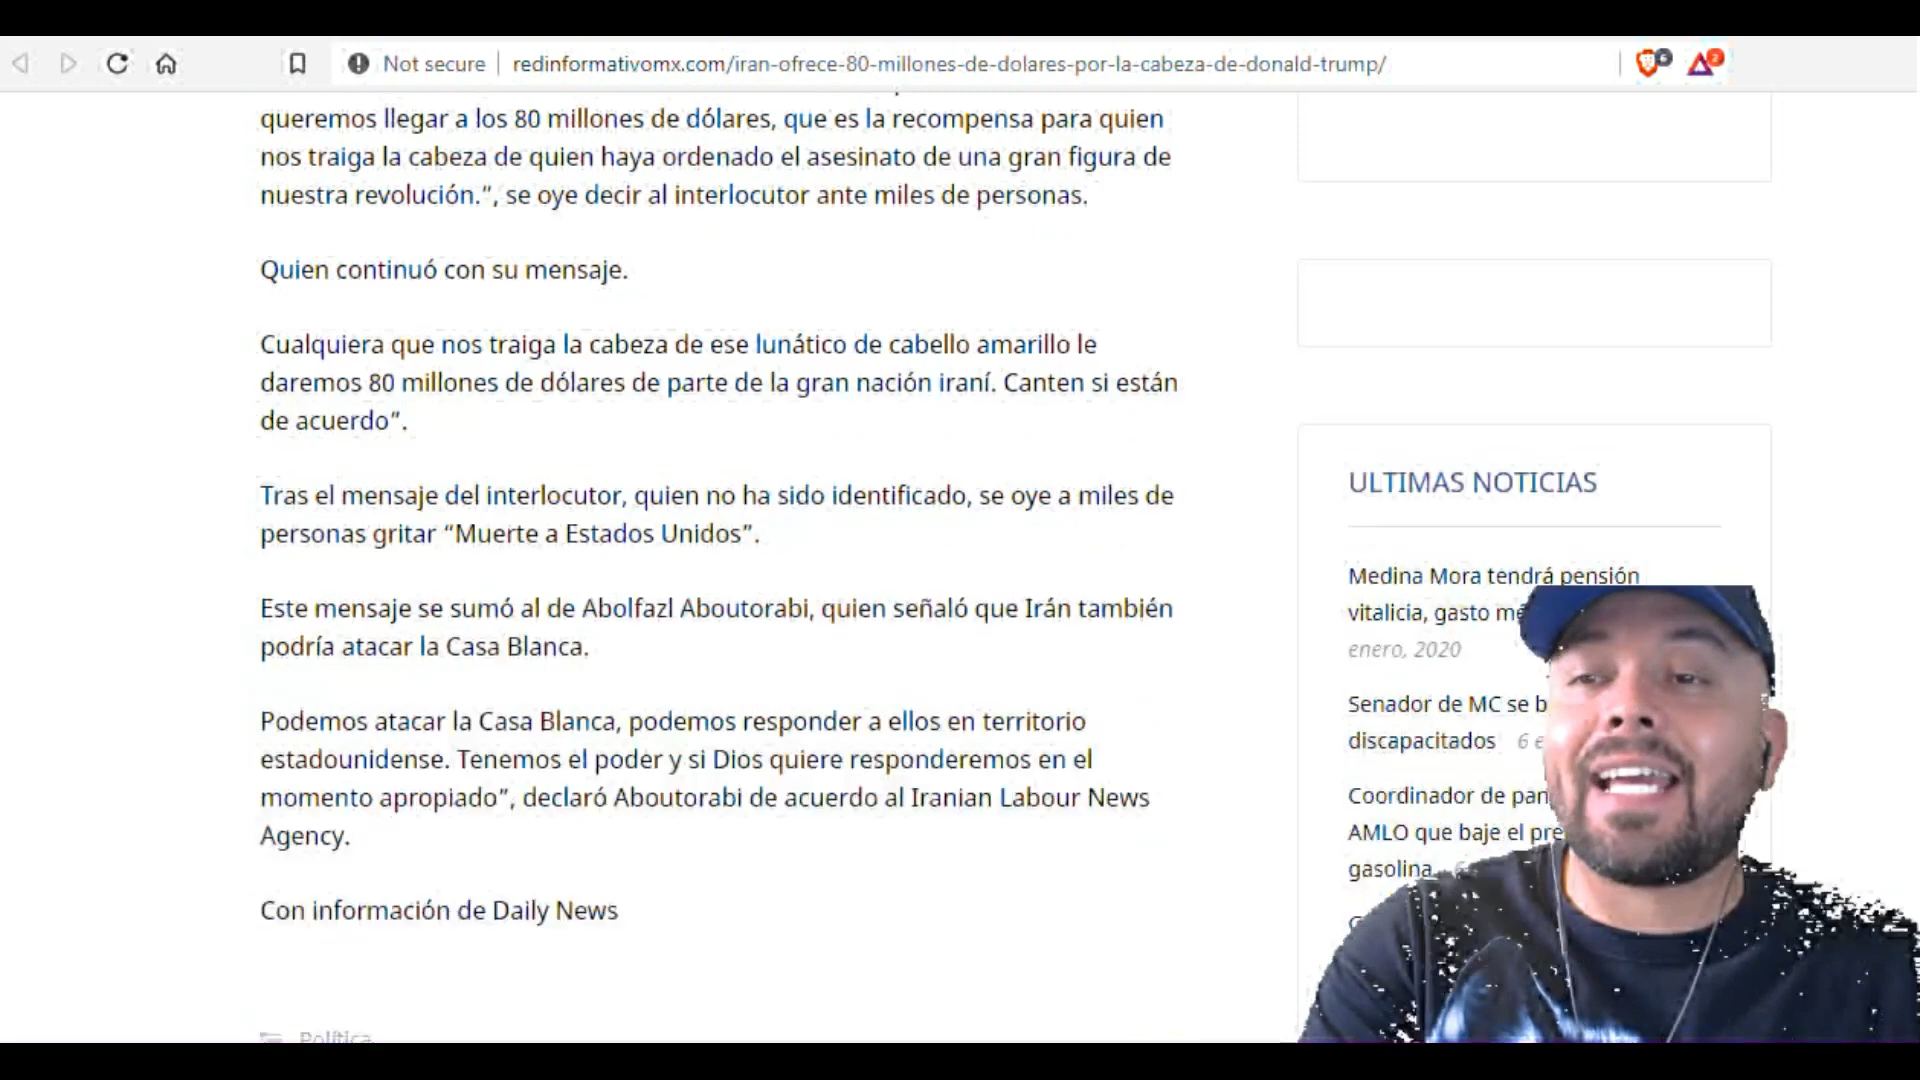 Not secure
redinformativomx.com/iran-ofrece-80-millones-de-dolares-por-la-cabeza-de-donald-trump/
6
2
queremos llegar a los 80 millones de dólares, que es la recompensa para quien
nos traiga la cabeza de quien haya ordenado el asesinato de una gran figura de
nuestra revolución.”, se oye decir al interlocutor ante miles de personas.
Quien continuó con su mensaje.
Cualquiera que nos traiga la cabeza de ese lunático de cabello amarillo le
daremos 80 millones de dólares de parte de la gran nación iraní. Canten si están
de acuerdo”.
Tras el mensaje del interlocutor, quien no ha sido identificado, se oye a miles de
personas gritar “Muerte a Estados Unidos”.
Este mensaje se sumó al de Abolfazl Aboutorabi, quien señaló que Irán también
podría atacar la Casa Blanca.
Podemos atacar la Casa Blanca, podemos responder a ellos en territorio
estadounidense. Tenemos el poder y si Dios quiere responderemos en el
momento apropiado”, declaró Aboutorabi de acuerdo al Iranian Labour News
Agency.
Con información de Daily News
Política
ULTIMAS NOTICIAS
Medina Mora tendrá pensión
vitalicia, gasto
enero, 2020
Senador de MC se
discapacitados 6
Coordinador de
AMLO que baje el
gasolina